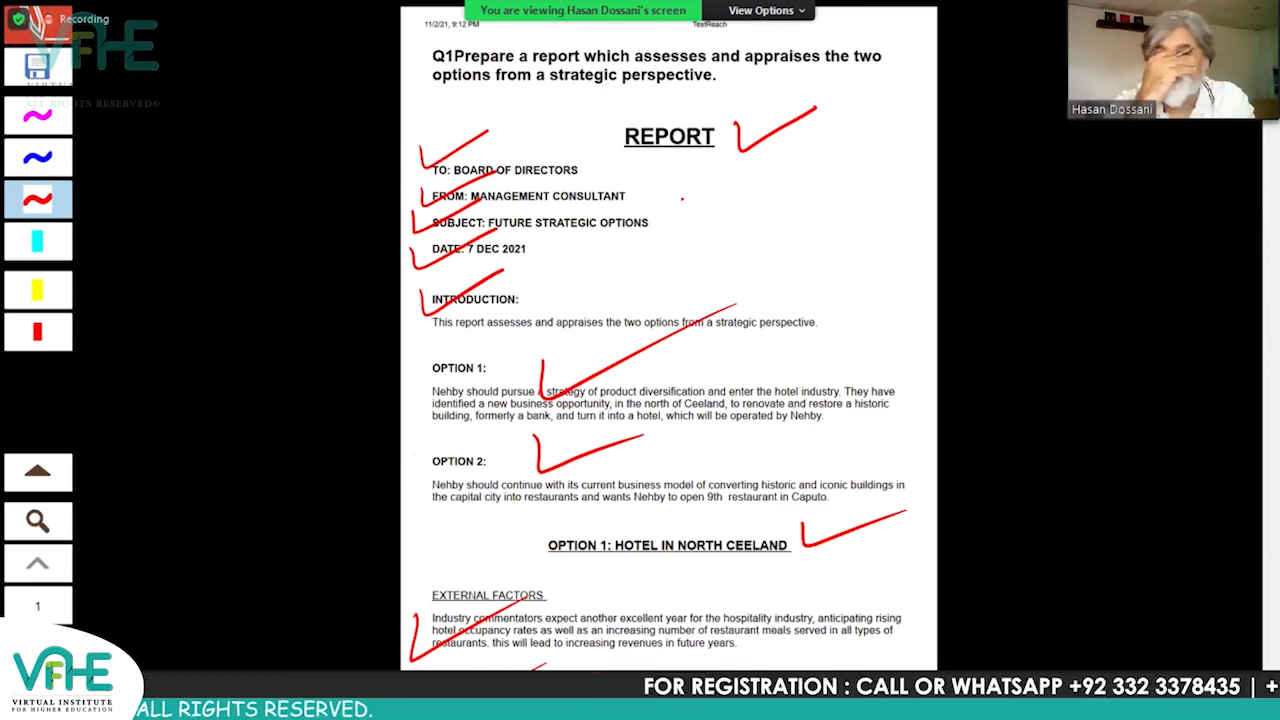 Recording
VFHE
ALL RIGHTS RESERVED©
You are viewing Hasan Dossani's screen
View Options
11/2/21, 9:12 PM
TestReach
Q1Prepare a report which assesses and appraises the two
options from a strategic perspective.
REPORT
TO: BOARD OF DIRECTORS
FROM: MANAGEMENT CONSULTANT
SUBJECT: FUTURE STRATEGIC OPTIONS
DATE: 7 DEC 2021
INTRODUCTION:
This report assesses and appraises the two options from a strategic perspective.
OPTION 1:
Nehby should pursue a strategy of product diversification and enter the hotel industry. They have
identified a new business opportunity, in the north of Ceeland, to renovate and restore a historic
building, formerly a bank, and turn it into a hotel, which will be operated by Nehby.
OPTION 2:
Nehby should continue with its current business model of converting historic and iconic buildings in
the capital city into restaurants and wants Nehby to open 9th restaurant in Caputo.
OPTION 1: HOTEL IN NORTH CEELAND
EXTERNAL FACTORS
Industry commentators expect another excellent year for the hospitality industry, anticipating rising
hotel occupancy rates as well as an increasing number of restaurant meals served in all types of
restaurants. this will lead to increasing revenues in future years.
Hasan Dossani
1
VFHE
VIRTUAL INSTITUTE
FOR HIGHER EDUCATION
FOR REGISTRATION : CALL OR WHATSAPP +92 332 3378435 | +
ALL RIGHTS RESERVED.